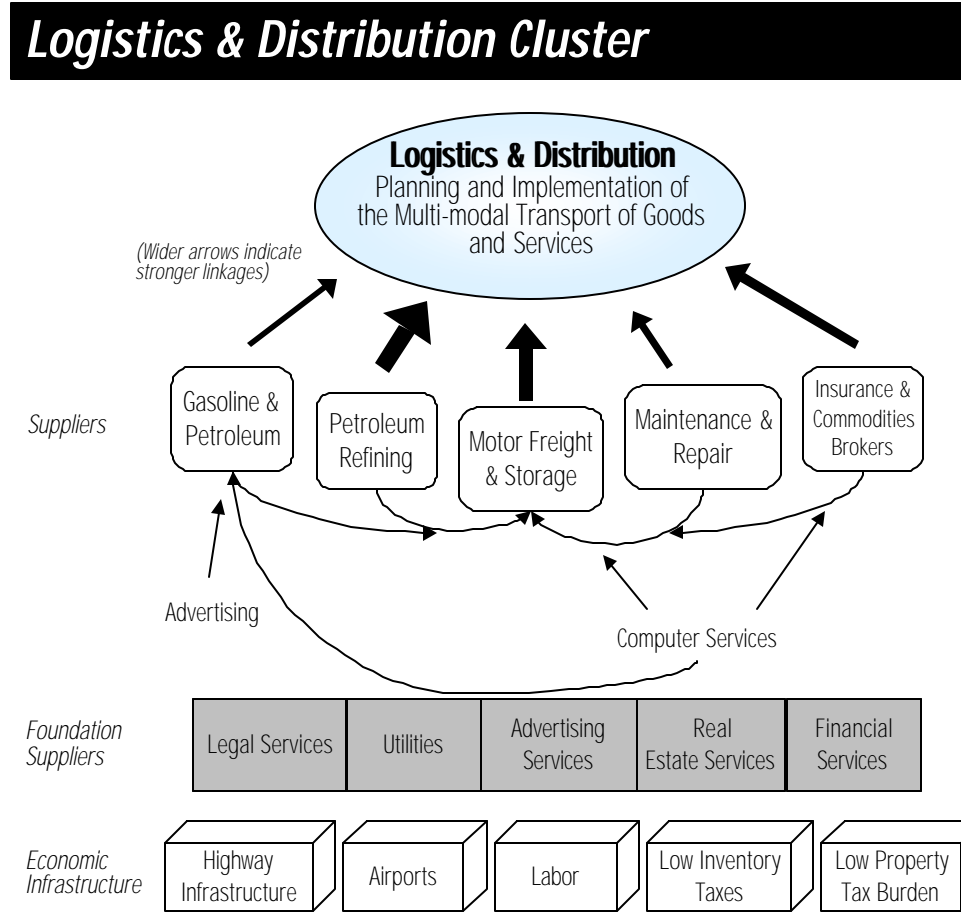 Logistics & Distribution Cluster
Logistics & Distribution
Planning and Implementation of
the Multi-modal Transport of Goods
and Services
(Wider arrows indicate
stronger linkages)
Suppliers
Gasoline &
Petroleum
Petroleum
Refining
Motor Freight
& Storage
Maintenance &
Repair
Insurance &
Commodities
Brokers
Advertising
Computer Services
Foundation
Suppliers
Legal Services
Utilities
Advertising
Services
Real
Estate Services
Financial
Services
Economic
Infrastructure
Highway
Infrastructure
Airports
Labor
Low Inventory
Taxes
Low Property
Tax Burden